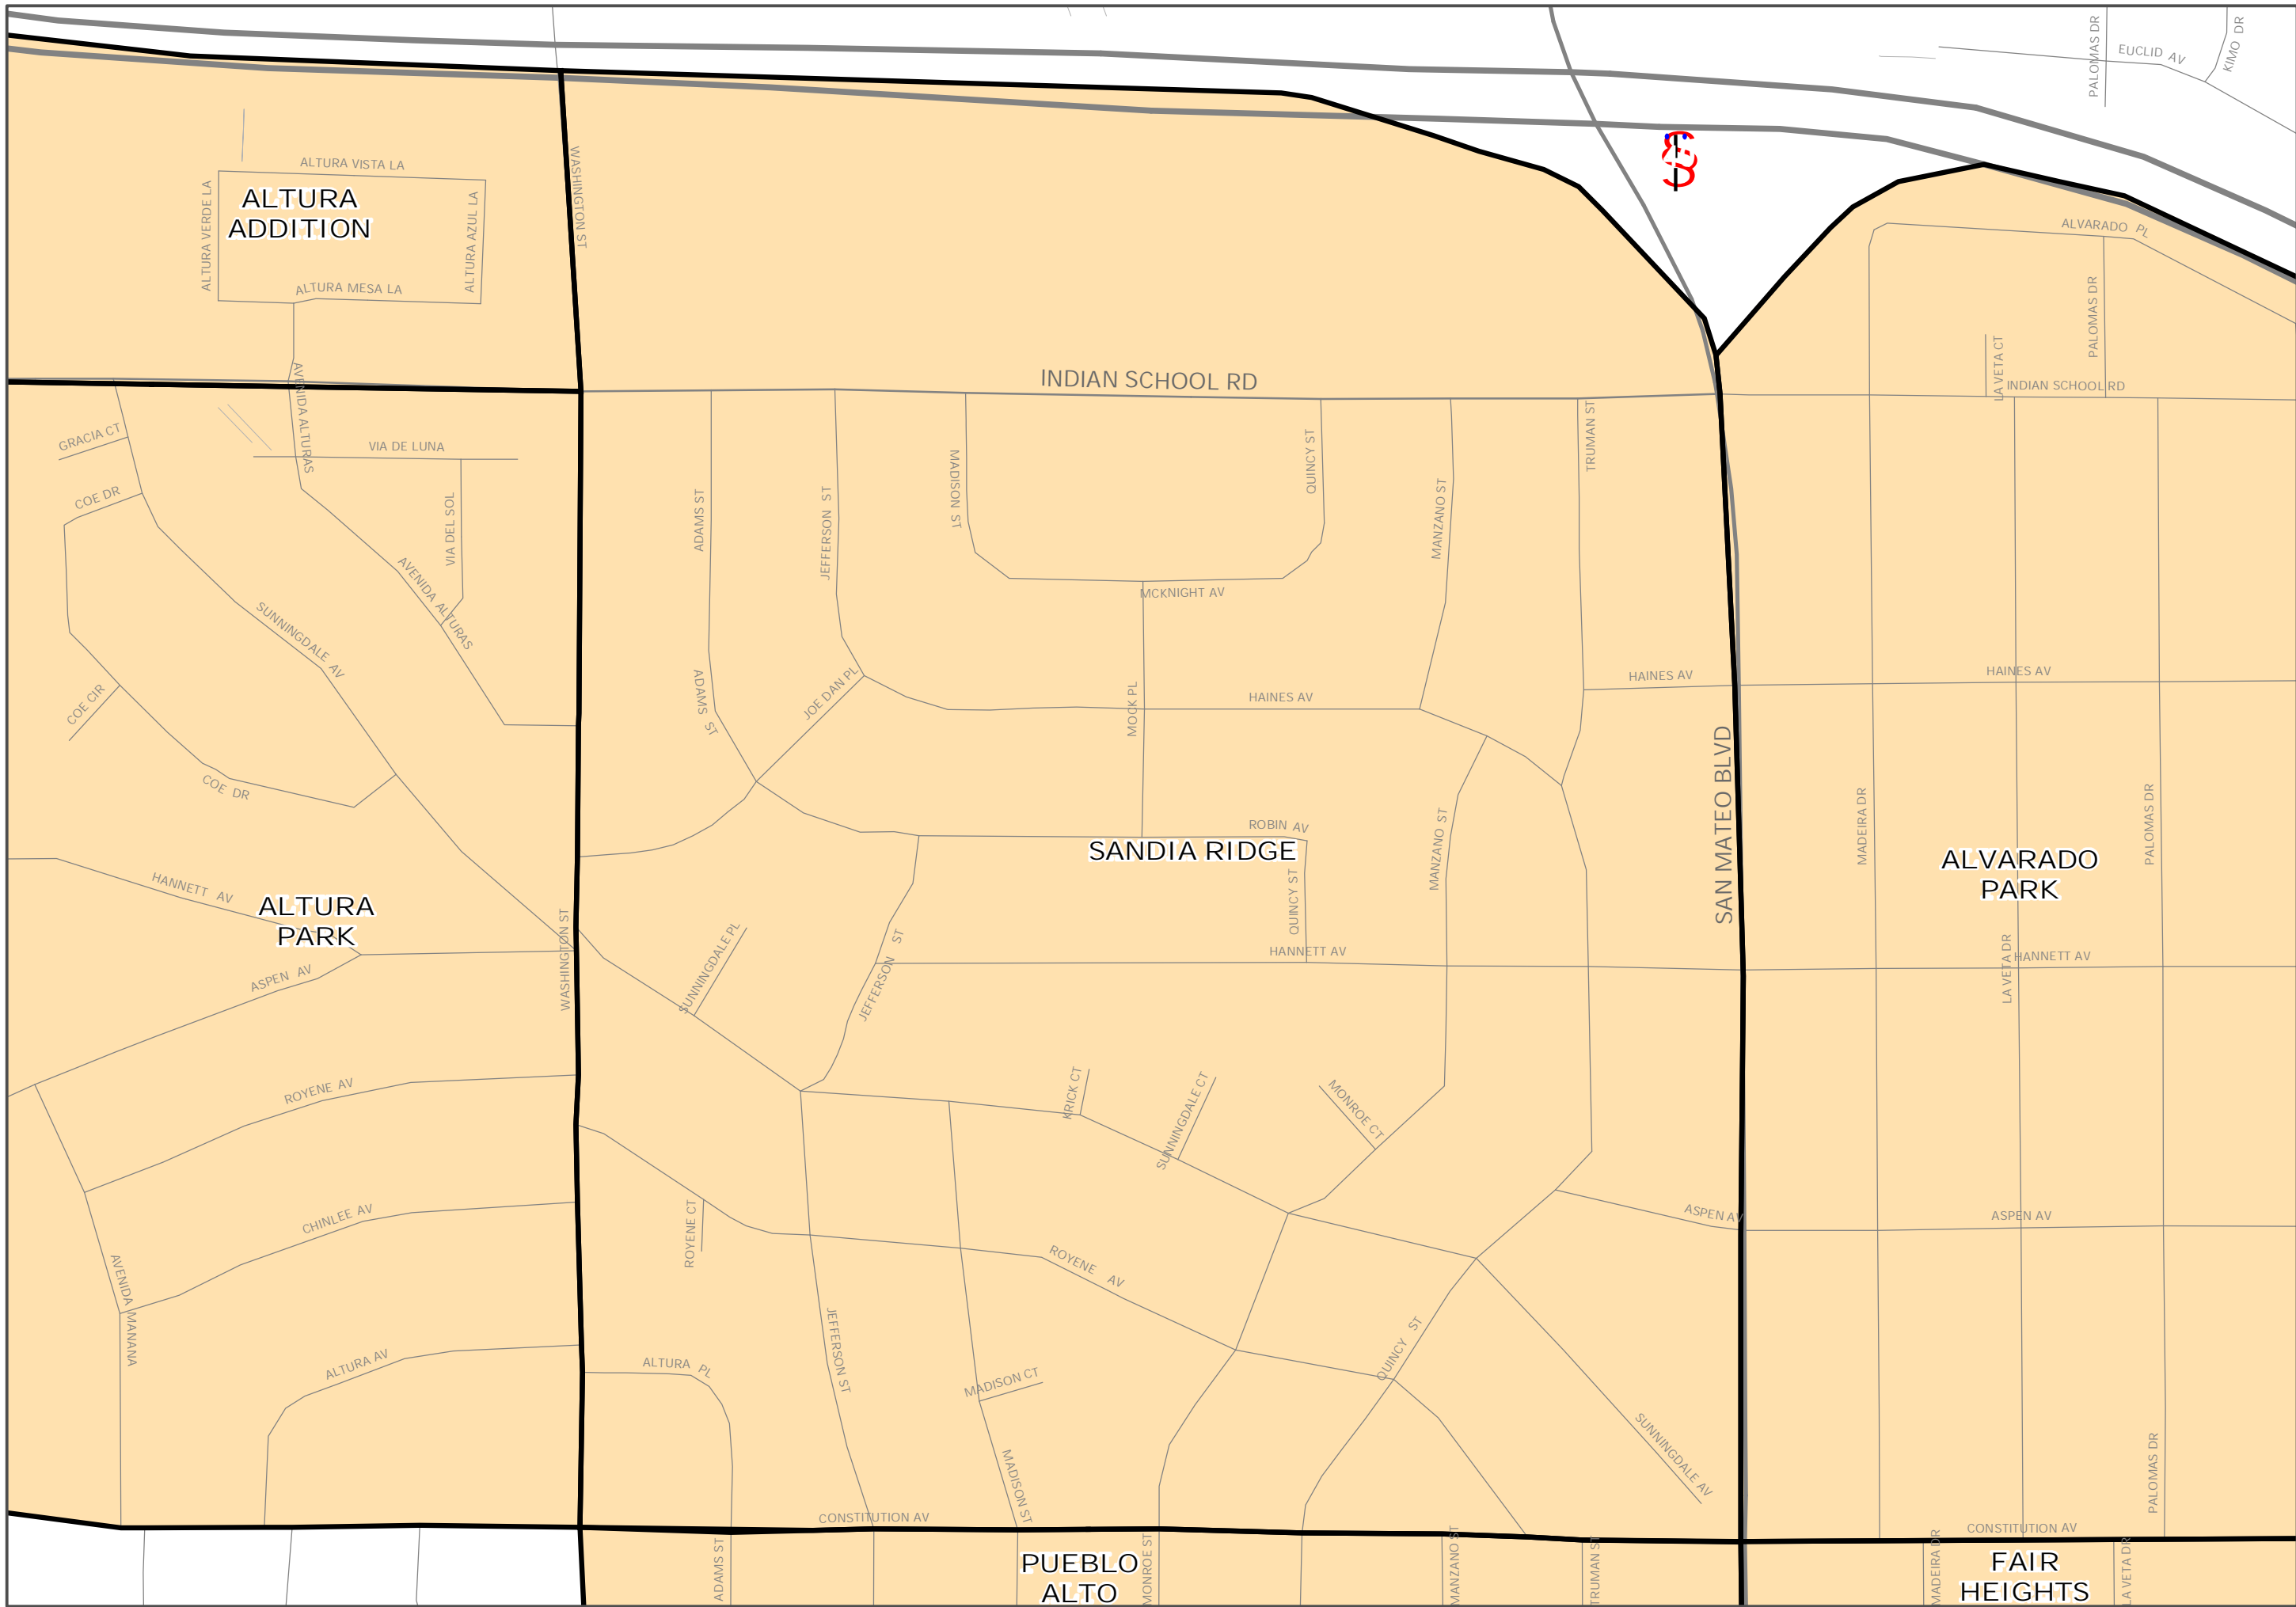 PALOMAS DR
EUCLID AV
KIMO DR
WASHINGTON ST
ALTURA VISTA LA
ALTURA VERDE LA
ALTURA
ADDITION
ALTURA AZUL LA
ALTURA MESA LA
ALVARADO PL
PALOMAS DR
LA VETA CT
INDIAN SCHOOL RD
INDIAN SCHOOL RD
AVENIDA ALTURAS
GRACIA CT
VIA DE LUNA
COE DR
VIA DEL SOL
ADAMS ST
JEFFERSON ST
MADISON ST
QUINCY ST
MANZANO ST
TRUMAN ST
MCKNIGHT AV
AVENIDA ALTURAS
SUNNINGDALE AV
COE CIR
COE DR
ADAMS ST
JOE DAN PL
MOCK PL
HAINES AV
HAINES AV
HAINES AV
SAN MATEO BLVD
MADEIRA DR
PALOMAS DR
ROBIN AV
SANDIA RIDGE
MANZANO ST
ALVARADO
PARK
HANNETT AV
ALTURA
PARK
WASHINGTON ST
QUINCY ST
SUNNINGDALE PL
JEFFERSON ST
HANNETT AV
LA VETA DR
HANNETT AV
ASPEN AV
ROYENE AV
KRICK CT
SUNNINGDALE CT
MONROE CT
CHINLEE AV
ROYENE CT
ASPEN AV
ASPEN AV
AVENIDA MANANA
ROYENE AV
JEFFERSON ST
QUINCY ST
ALTURA AV
ALTURA PL
MADISON CT
SUNNINGDALE AV
MADISON ST
PALOMAS DR
CONSTITUTION AV
CONSTITUTION AV
ADAMS ST
PUEBLO
ALTO
MONROE ST
MANZANO ST
TRUMAN ST
MADEIRA DR
FAIR
HEIGHTS
LA VETA DR